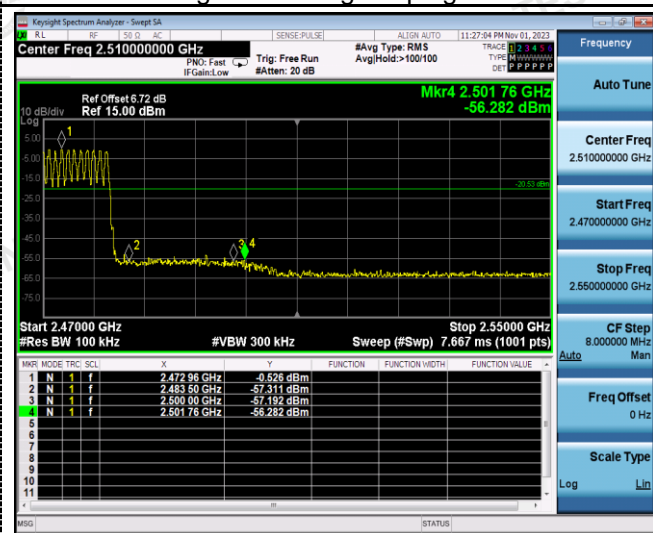 Keysight Spectrum Analyzer - Swept SA
RL RF 50 Ω AC SENSE:PULSE ALIGN AUTO 11:27:04 PM Nov 01, 2023
Center Freq 2.510000000 GHz
PNO: Fast
IFGain:Low
Trig: Free Run
#Atten: 20 dB
#Avg Type: RMS
Avg|Hold:>100/100
TRACE 1 2 3 4 5 6
TYPE M W W W W W
DET P P P P P P
Ref Offset 6.72 dB
Ref 15.00 dBm
10 dB/div
Log
Mkr4 2.501 76 GHz
-56.282 dBm
5.00
-5.00
-15.0
-25.0
-35.0
-45.0
-55.0
-65.0
-75.0
1
2
3
4
-20.53 dBm
Start 2.47000 GHz Stop 2.55000 GHz
#Res BW 100 kHz #VBW 300 kHz Sweep (#Swp) 7.667 ms (1001 pts)
MKR MODE TRC SCL X Y FUNCTION FUNCTION WIDTH FUNCTION VALUE
1 N 1 f 2.472 96 GHz -0.526 dBm
2 N 1 f 2.483 50 GHz -57.311 dBm
3 N 1 f 2.500 00 GHz -57.192 dBm
4 N 1 f 2.501 76 GHz -56.282 dBm
5
6
7
8
9
10
11
MSG STATUS
Frequency
Auto Tune
Center Freq
2.510000000 GHz
Start Freq
2.470000000 GHz
Stop Freq
2.550000000 GHz
CF Step
8.000000 MHz
Auto Man
Freq Offset
0 Hz
Scale Type
Log Lin